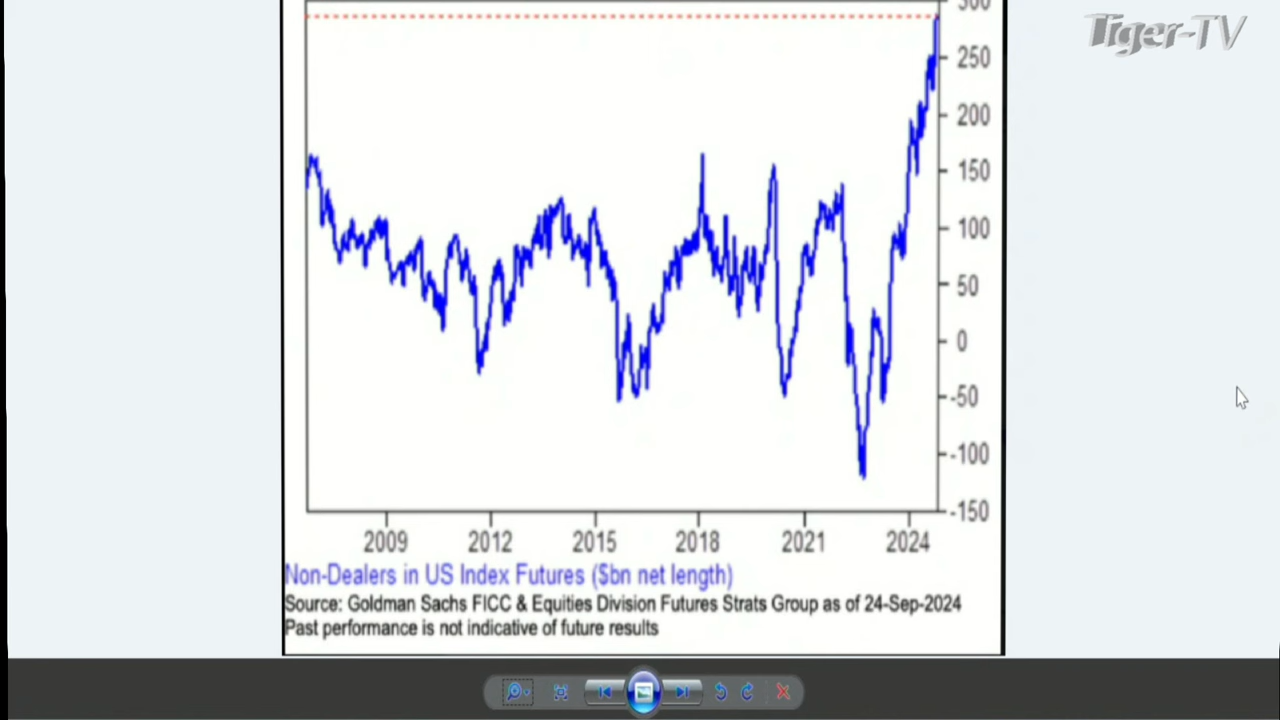 Tiger-TV
300
250
200
150
100
50
0
-50
-100
-150
2009 2012 2015 2018 2021 2024
Non-Dealers in US Index Futures ($bn net length)
Source: Goldman Sachs FICC & Equities Division Futures Strats Group as of 24-Sep-2024
Past performance is not indicative of future results